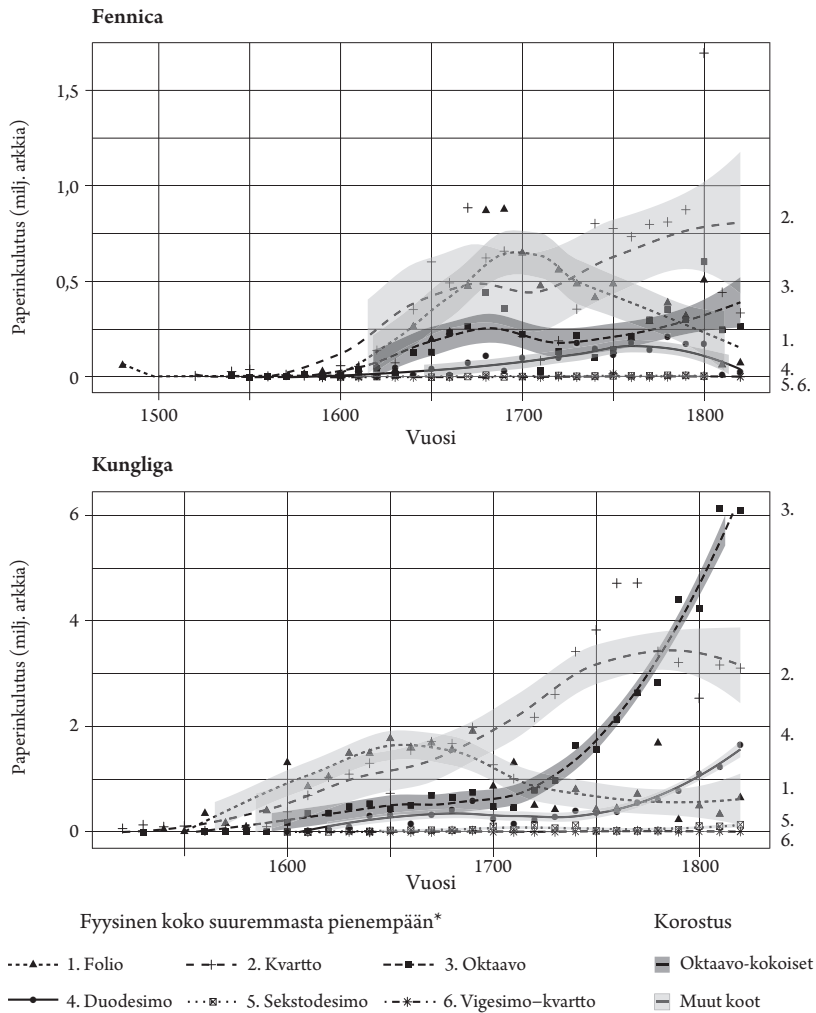 Fennica
Paperinkulutus (milj. arkkia)
1,5
1,0
0,5
0
2.
3.
1.
4.
5. 6.
1500 1600 1700 1800
Vuosi
Kungliga
Paperinkulutus (milj. arkkia)
6
4
2
0
3.
2.
4.
1.
5.
6.
1600 1700 1800
Vuosi
Fyysinen koko suuremmasta pienempään* Korostus
1. Folio 2. Kvartto 3. Oktaavo Oktaavo-kokoiset
4. Duodesimo 5. Sekstodesimo 6. Vigesimo–kvartto Muut koot